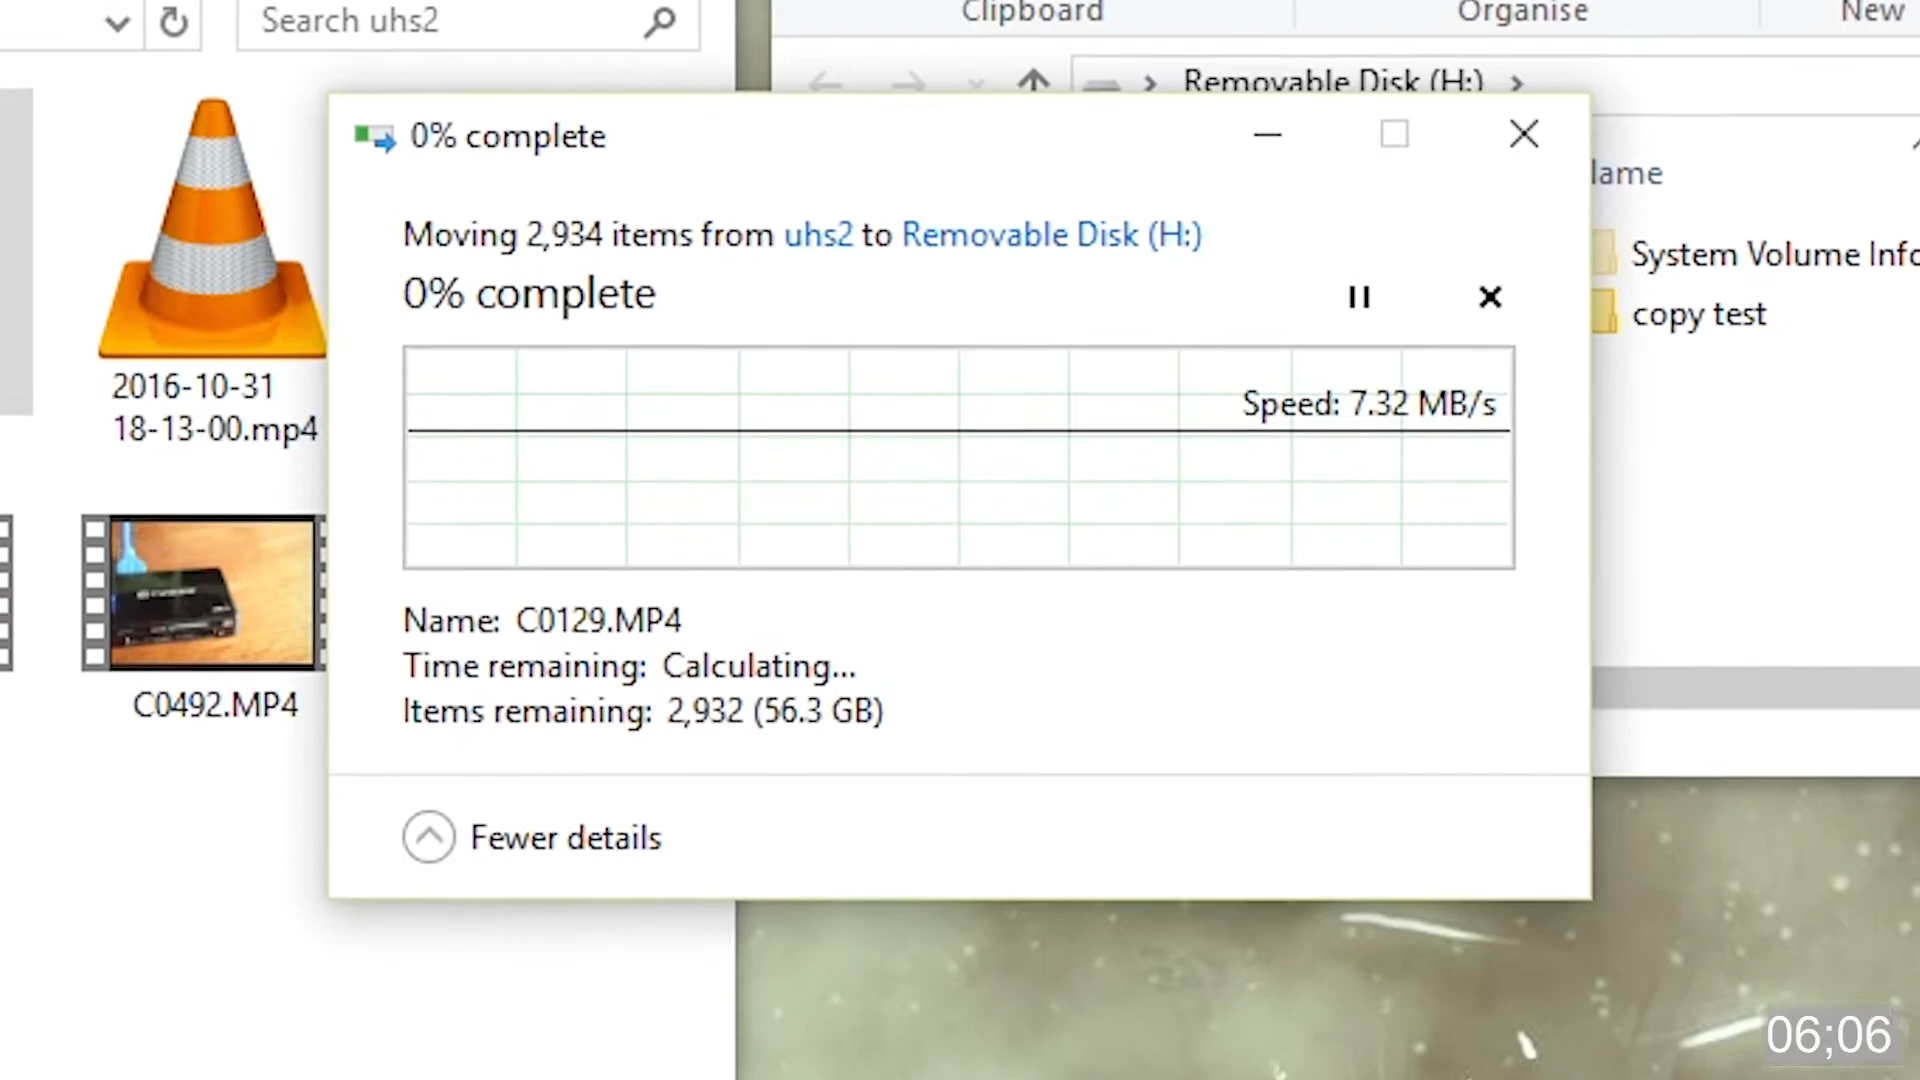 Search uhs2
Clipboard
Organise
New
Removable Disk (H:)
0% complete
Moving 2,934 items from uhs2 to Removable Disk (H:)
0% complete
Speed: 7.32 MB/s
Name: C0129.MP4
Time remaining: Calculating...
Items remaining: 2,932 (56.3 GB)
Fewer details
2016-10-31
18-13-00.mp4
C0492.MP4
lame
System Volume Info
copy test
06;06